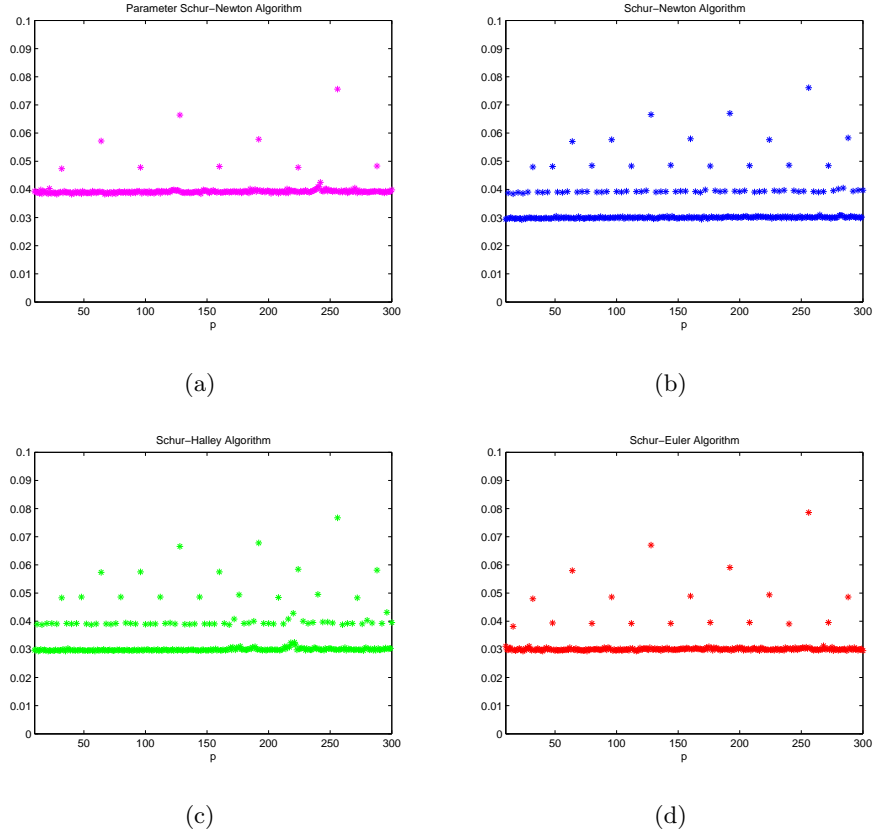 Parameter Schur−Newton Algorithm
0.1
0.09
0.08
0.07
0.06
0.05
0.04
0.03
0.02
0.01
0
50 100 150 200 250 300
p
(a)
Schur−Newton Algorithm
0.1
0.09
0.08
0.07
0.06
0.05
0.04
0.03
0.02
0.01
0
50 100 150 200 250 300
p
(b)
Schur−Halley Algorithm
0.1
0.09
0.08
0.07
0.06
0.05
0.04
0.03
0.02
0.01
0
50 100 150 200 250 300
p
(c)
Schur−Euler Algorithm
0.1
0.09
0.08
0.07
0.06
0.05
0.04
0.03
0.02
0.01
0
50 100 150 200 250 300
p
(d)